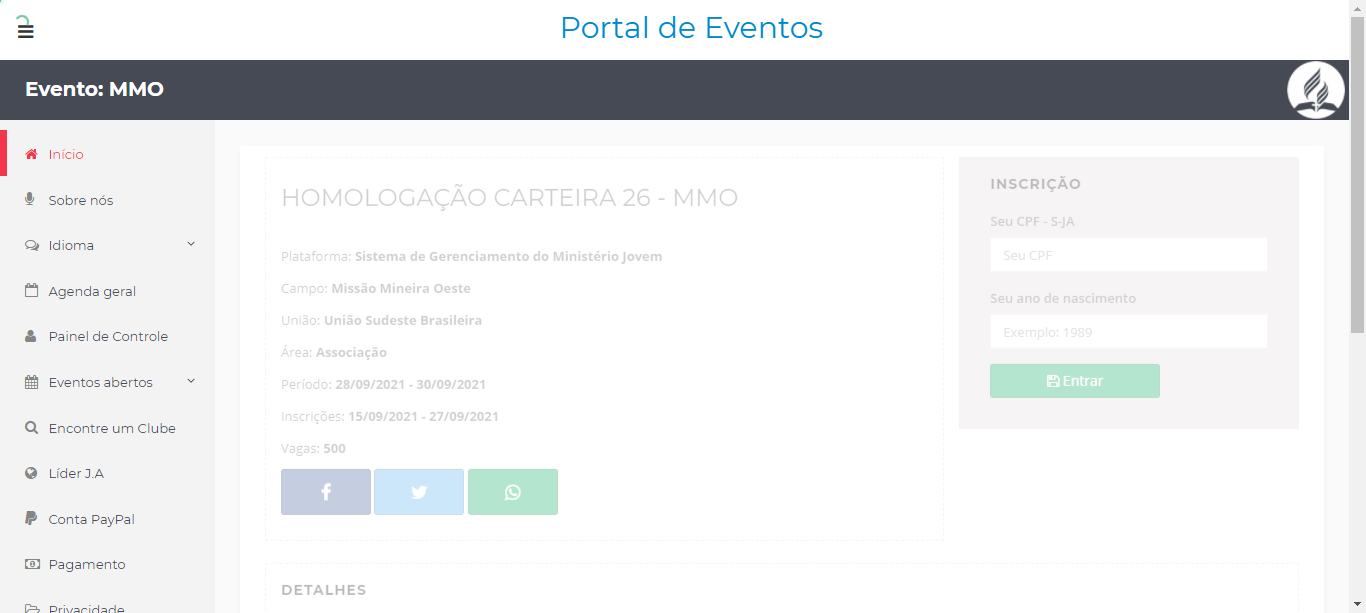 Portal de Eventos
Evento: MMO
Início
Sobre nós
Idioma
Agenda geral
Painel de Controle
Eventos abertos
Encontre um Clube
Líder J.A
Conta PayPal
Pagamento
Privacidade
HOMOLOGAÇÃO CARTEIRA 26 - MMO
Plataforma: Sistema de Gerenciamento do Ministério Jovem
Campo: Missão Mineira Oeste
União: União Sudeste Brasileira
Área: Associação
Período: 28/09/2021 - 30/09/2021
Inscrições: 15/09/2021 - 27/09/2021
Vagas: 500
INSCRIÇÃO
Seu CPF - S-JA
Seu CPF
Seu ano de nascimento
Exemplo: 1989
Entrar
DETALHES